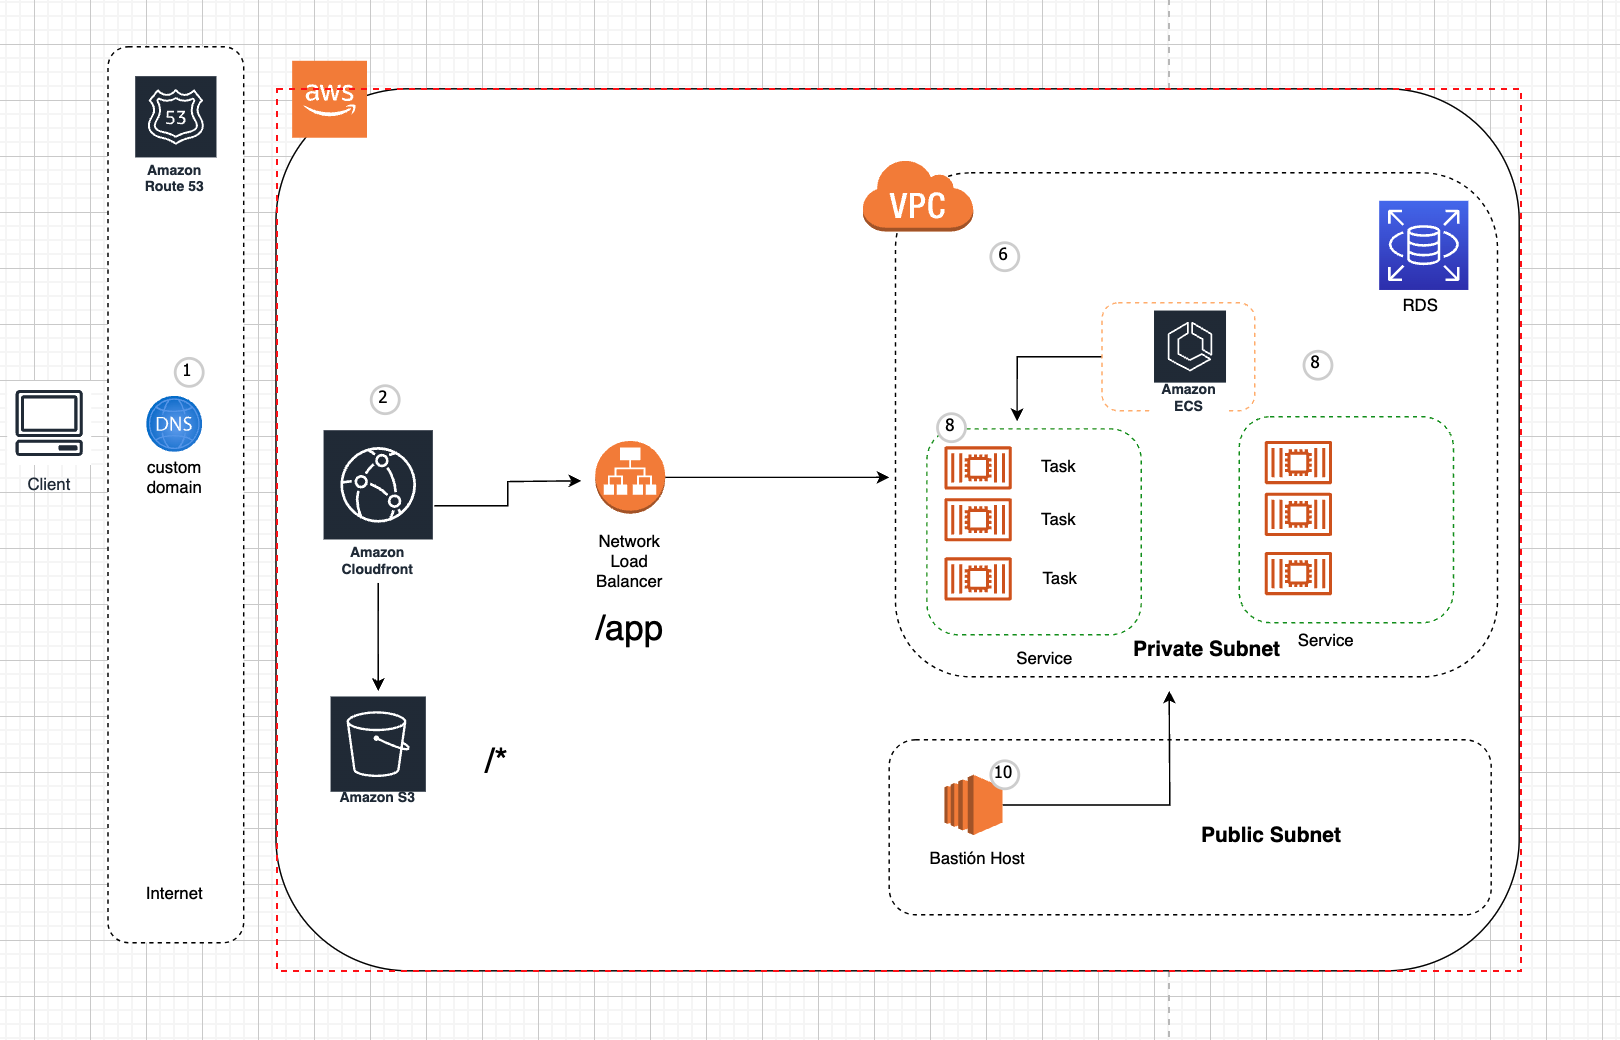 53
Amazon
Route 53
aws
VPC
6
RDS
1
DNS
custom
domain
Client
2
Amazon
Cloudfront
Network
Load
Balancer
/app
Amazon
ECS
8
8
Task
Task
Task
Service
Private Subnet
Service
Amazon S3
/*
10
Bastión Host
Public Subnet
Internet